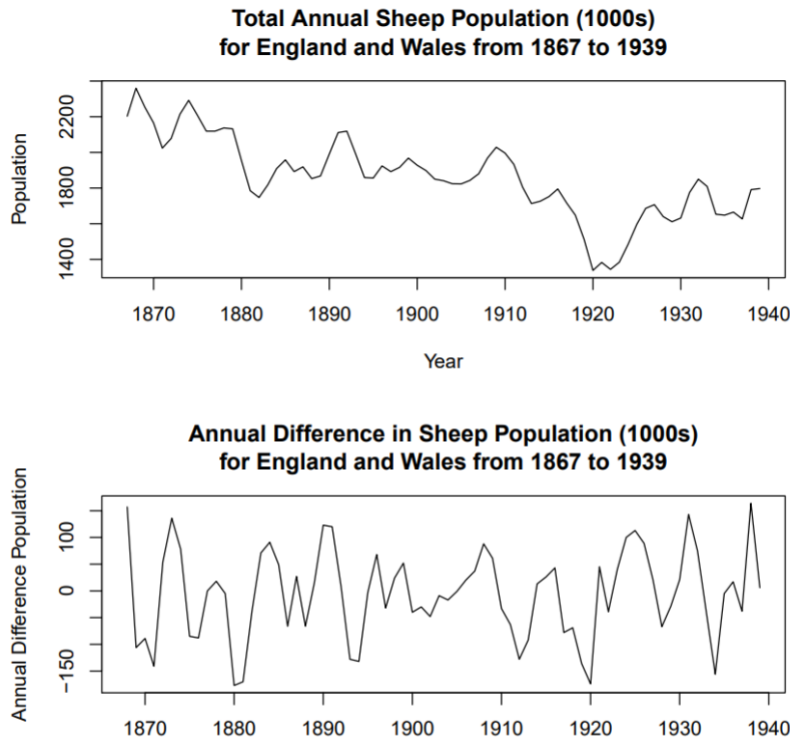 Total Annual Sheep Population (1000s)
for England and Wales from 1867 to 1939
Population
2200
1800
1400
1870 1880 1890 1900 1910 1920 1930 1940
Year
Annual Difference in Sheep Population (1000s)
for England and Wales from 1867 to 1939
Annual Difference Population
100
0
−150
1870 1880 1890 1900 1910 1920 1930 1940